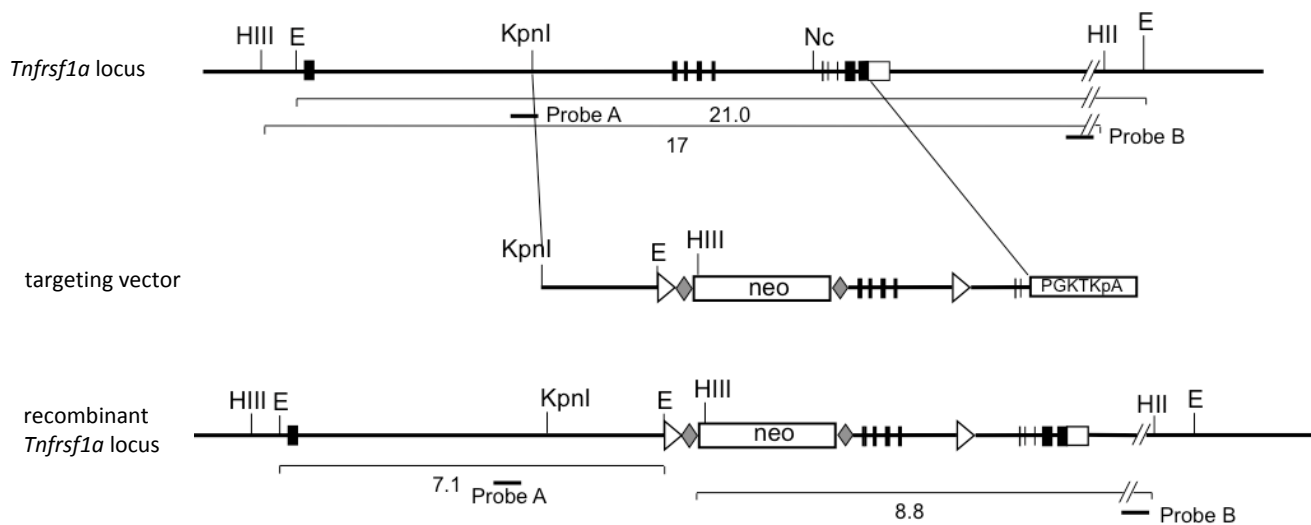 HIII E KpnI Nc HII E
Tnfrsf1a locus
Probe A 21.0
17 Probe B
KpnI E HIII
targeting vector
neo PGKTKpA
HIII E KpnI E HIII HII E
recombinant
Tnfrsf1a locus
neo
7.1
Probe A
8.8 Probe B